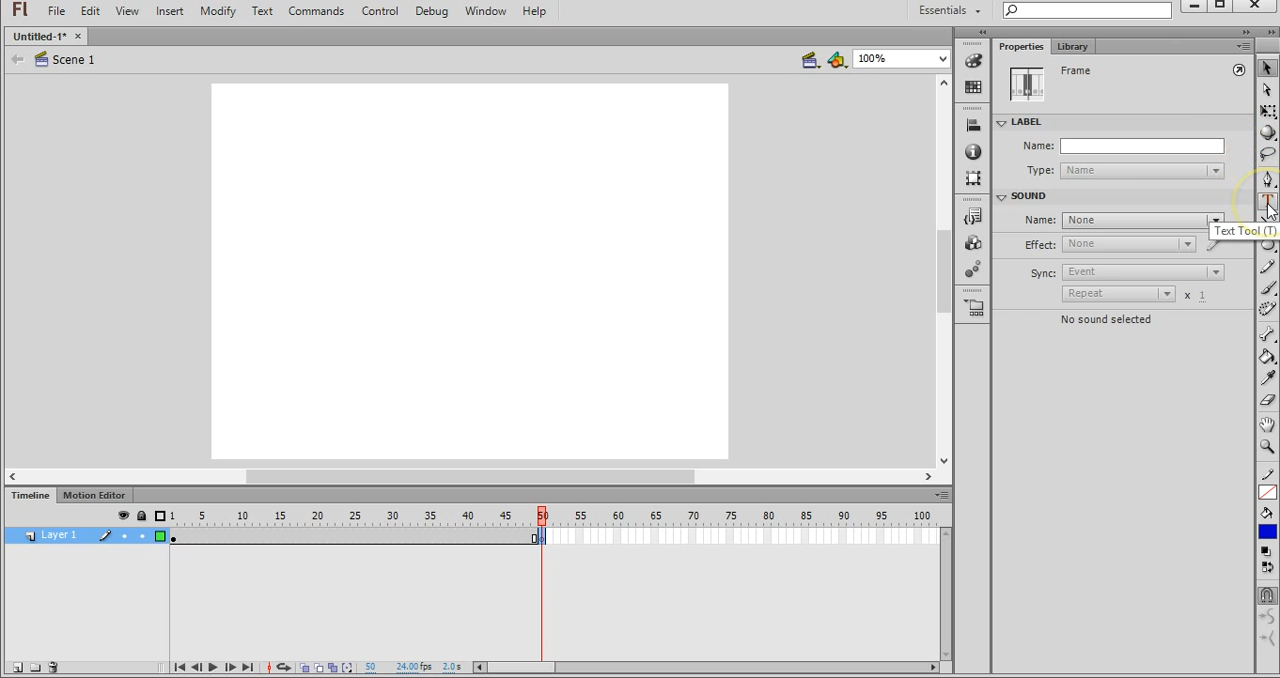 Fl File Edit View Insert Modify Text Commands Control Debug Window Help Essentials
Untitled-1* ×
Properties Library
Scene 1
100%
Frame
LABEL
Name:
Type: Name
SOUND
Name: None
Text Tool (T)
Effect: None
Sync: Event
Repeat x 1
No sound selected
Timeline Motion Editor
1 5 10 15 20 25 30 35 40 45 50 55 60 65 70 75 80 85 90 95 100
Layer 1
50 24.00 fps 2.0 s